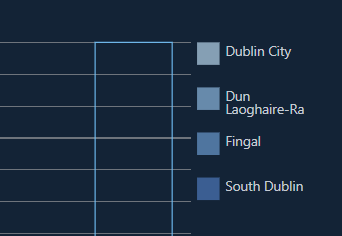 Dublin City
Dun
Laoghaire-Ra
Fingal
South Dublin